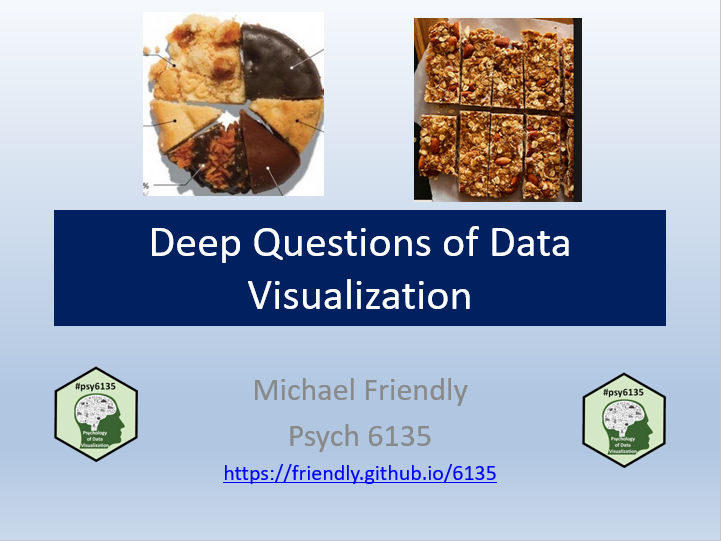 %
Deep Questions of Data
Visualization
Michael Friendly
Psych 6135
https://friendly.github.io/6135
#psy6135
Psychology
of Data
Visualization
#psy6135
Psychology
of Data
Visualization